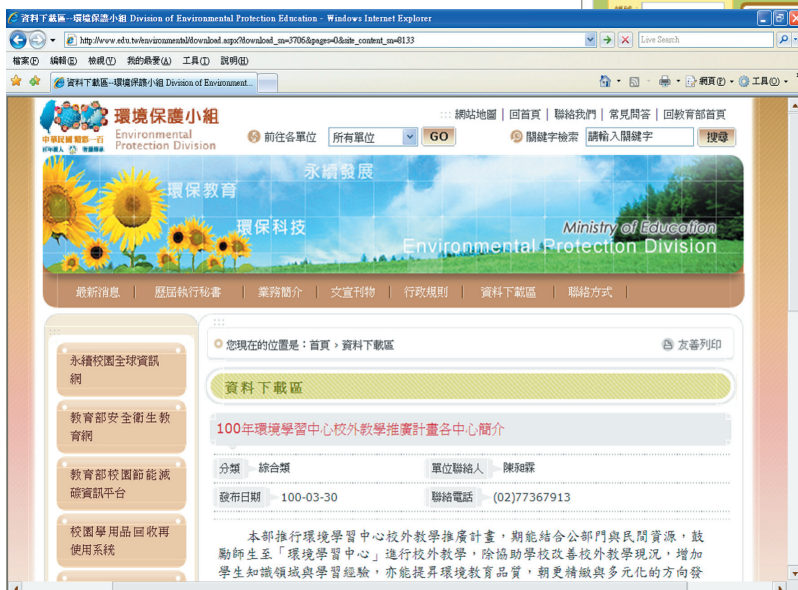 資料下載區--環境保護小組 Division of Environmental Protection Education - Windows Internet Explorer
http://www.edu.tw/environmental/download.aspx?download_sn=3706&pages=0&site_content_sn=8133
Live Search
檔案(F) 編輯(E) 檢視(V) 我的最愛(A) 工具(T) 說明(H)
資料下載區--環境保護小組 Division of Environment...
網頁(P) 工具(O)
環境保護小組
Environmental
Protection Division
中華民國 精彩一百
::: 網站地圖 | 回首頁 | 聯絡我們 | 常見問答 | 回教育部首頁
前往各單位 所有單位 GO 關鍵字檢索 請輸入關鍵字 搜尋
永續發展
環保教育
環保科技
Ministry of Education
Environmental Protection Division
最新消息 | 歷屆執行秘書 | 業務簡介 | 文宣刊物 | 行政規則 | 資料下載區 | 聯絡方式 |
:::
永續校園全球資訊
網
教育部安全衛生教
育網
教育部校園節能減
碳資訊平台
校園學用品回收再
使用系統
:::
您現在的位置是：首頁 > 資料下載區
友善列印
資料下載區
100年環境學習中心校外教學推廣計畫各中心簡介
分類 綜合類 單位聯絡人 陳昶霖
發布日期 100-03-30 聯絡電話 (02)77367913
本部推行環境學習中心校外教學推廣計畫，期能結合公部門與民間資源，鼓
勵師生至「環境學習中心」進行校外教學，除協助學校改善校外教學現況，增加
學生知識領域與學習經驗，亦能提昇環境教育品質，朝更精緻與多元化的方向發